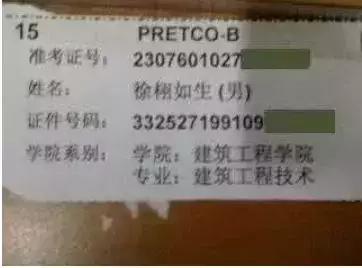 15 PRETCO-B
准考证号: 2307601027
姓名: 徐栩如生 (男)
证件号码: 332527199109
学院系别: 学院: 建筑工程学院
专业: 建筑工程技术